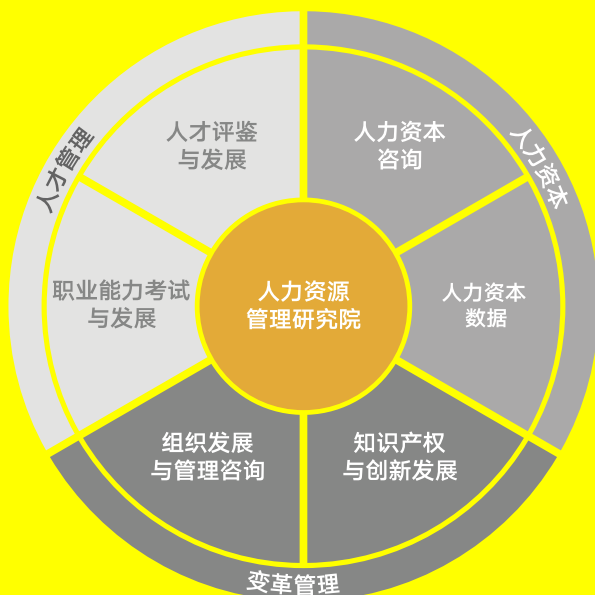 人才管理
人力资本
人才评鉴
与发展
人力资本
咨询
职业能力考试
与发展
人力资源
管理研究院
人力资本
数据
组织发展
与管理咨询
知识产权
与创新发展
变革管理